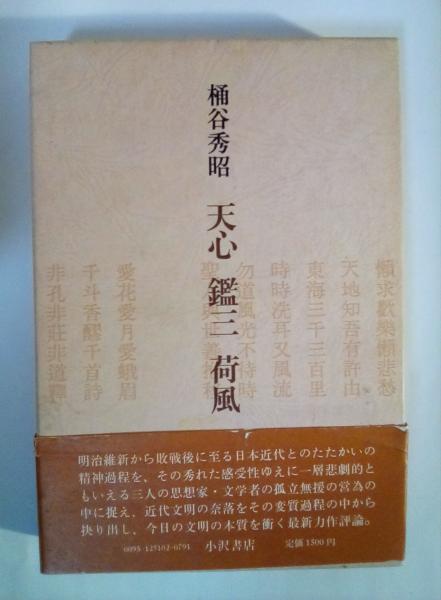 桶谷秀昭
天心 鑑三 荷風
懶求歡樂懶悲愁
天地知吾有許由
東海三千三百里
時時洗耳又風流
勿道風光不待時
愛花愛月愛蛾眉
千斗香醪千首詩
非孔非莊非道釋
明治維新から敗戦後に至る日本近代とのたたかいの
精神過程を、その秀れた感受性ゆえに一層悲劇的と
もいえる三人の思想家・文学者の孤立無援の営為の
中に捉え、近代文明の奈落をその変質過程の中から
抉り出し、今日の文明の本質を衝く最新力作評論。
0095-125102-0791 小沢書店 定価1500円